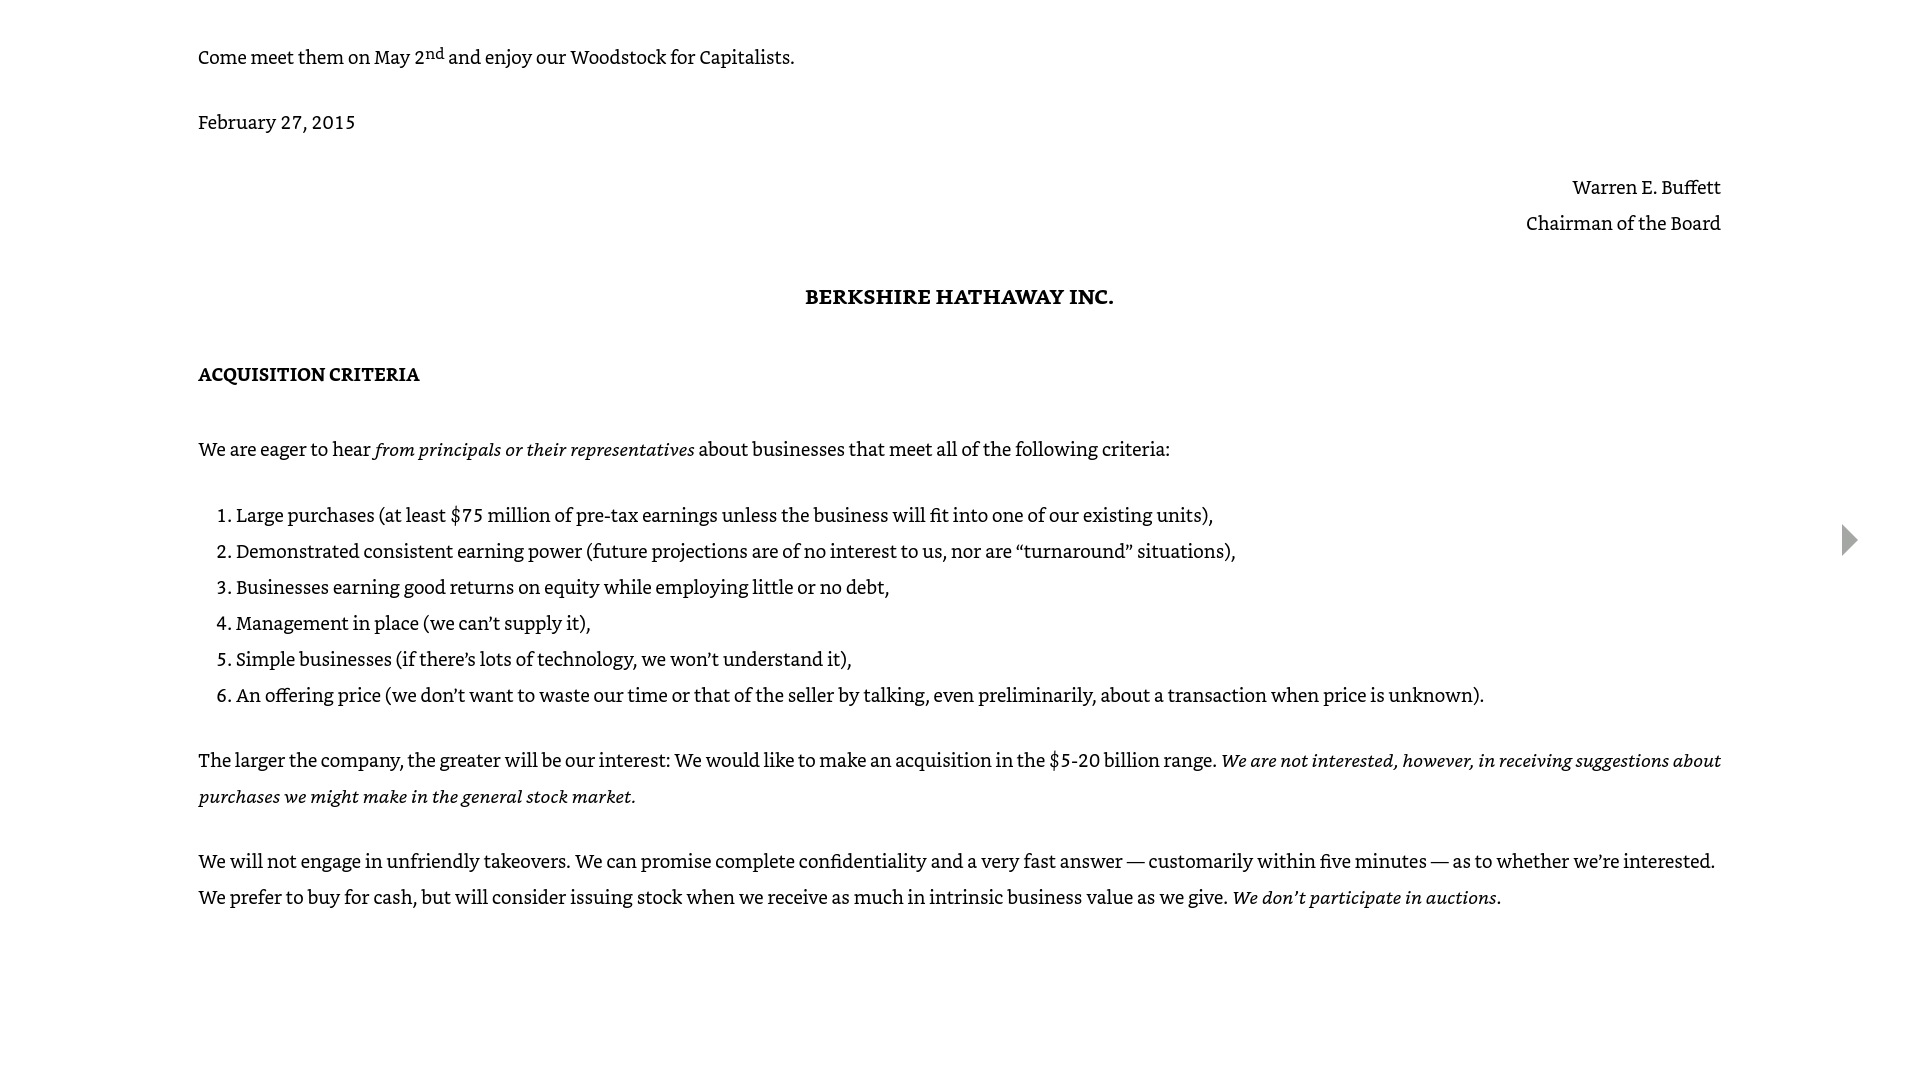 Come meet them on May 2nd and enjoy our Woodstock for Capitalists.
February 27, 2015
Warren E. Buffett
Chairman of the Board
BERKSHIRE HATHAWAY INC.
ACQUISITION CRITERIA
We are eager to hear from principals or their representatives about businesses that meet all of the following criteria:
1. Large purchases (at least $75 million of pre-tax earnings unless the business will fit into one of our existing units),
2. Demonstrated consistent earning power (future projections are of no interest to us, nor are “turnaround” situations),
3. Businesses earning good returns on equity while employing little or no debt,
4. Management in place (we can’t supply it),
5. Simple businesses (if there’s lots of technology, we won’t understand it),
6. An offering price (we don’t want to waste our time or that of the seller by talking, even preliminarily, about a transaction when price is unknown).
The larger the company, the greater will be our interest: We would like to make an acquisition in the $5-20 billion range. We are not interested, however, in receiving suggestions about
purchases we might make in the general stock market.
We will not engage in unfriendly takeovers. We can promise complete confidentiality and a very fast answer — customarily within five minutes — as to whether we’re interested.
We prefer to buy for cash, but will consider issuing stock when we receive as much in intrinsic business value as we give. We don’t participate in auctions.